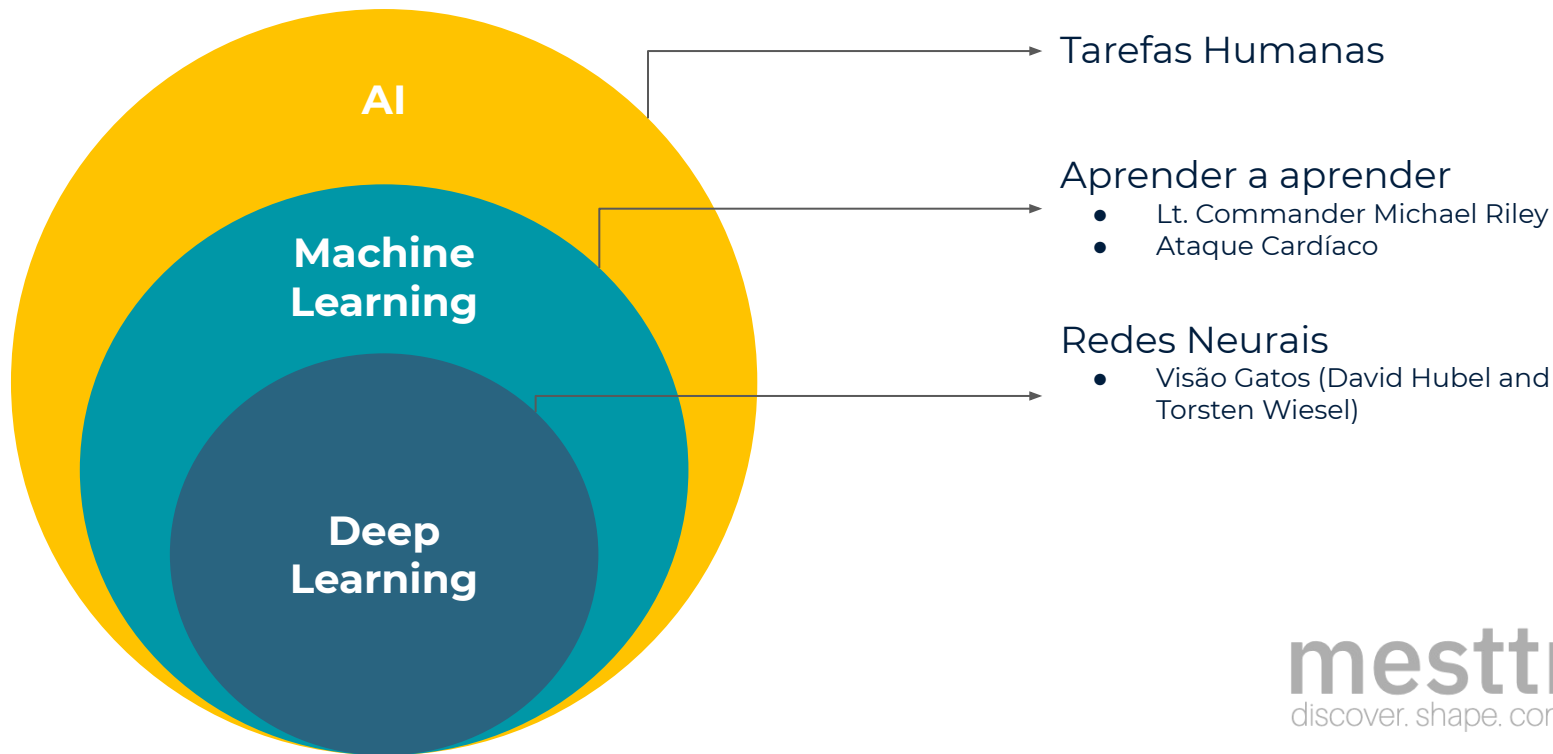 AI
Machine
Learning
Deep
Learning
Tarefas Humanas
Aprender a aprender
● Lt. Commander Michael Riley
● Ataque Cardíaco
Redes Neurais
● Visão Gatos (David Hubel and
Torsten Wiesel)
discover. shape.